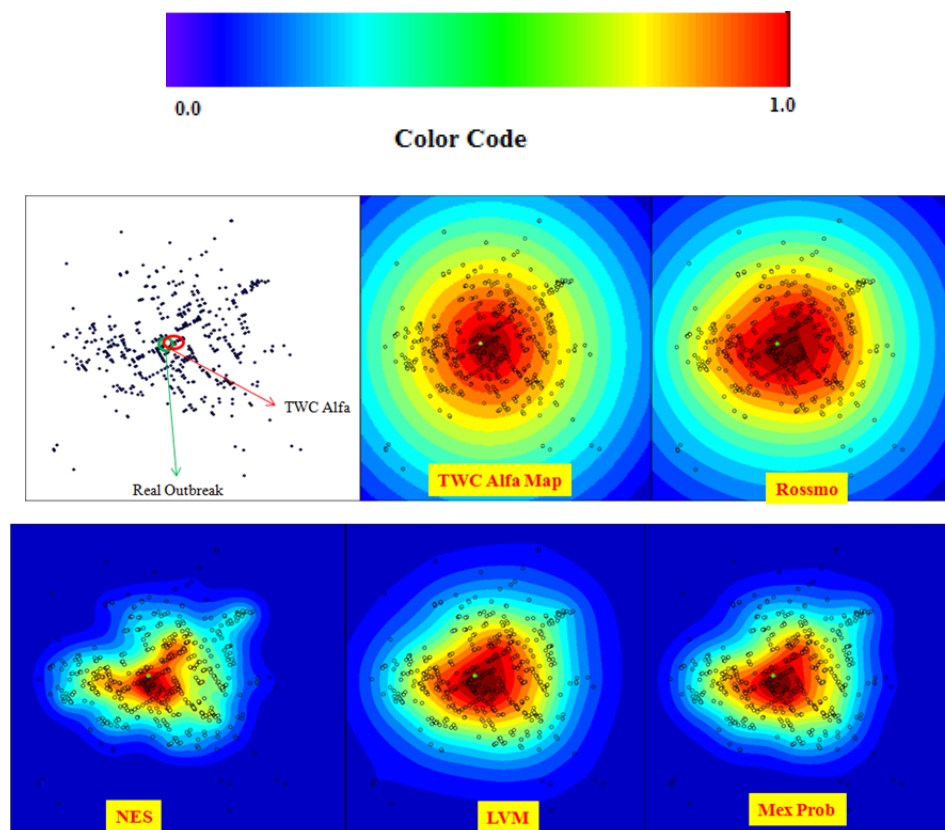 0.0
1.0
Color Code
TWC Alfa
Real Outbreak
TWC Alfa Map
Rossmo
NES
LVM
Mex Prob